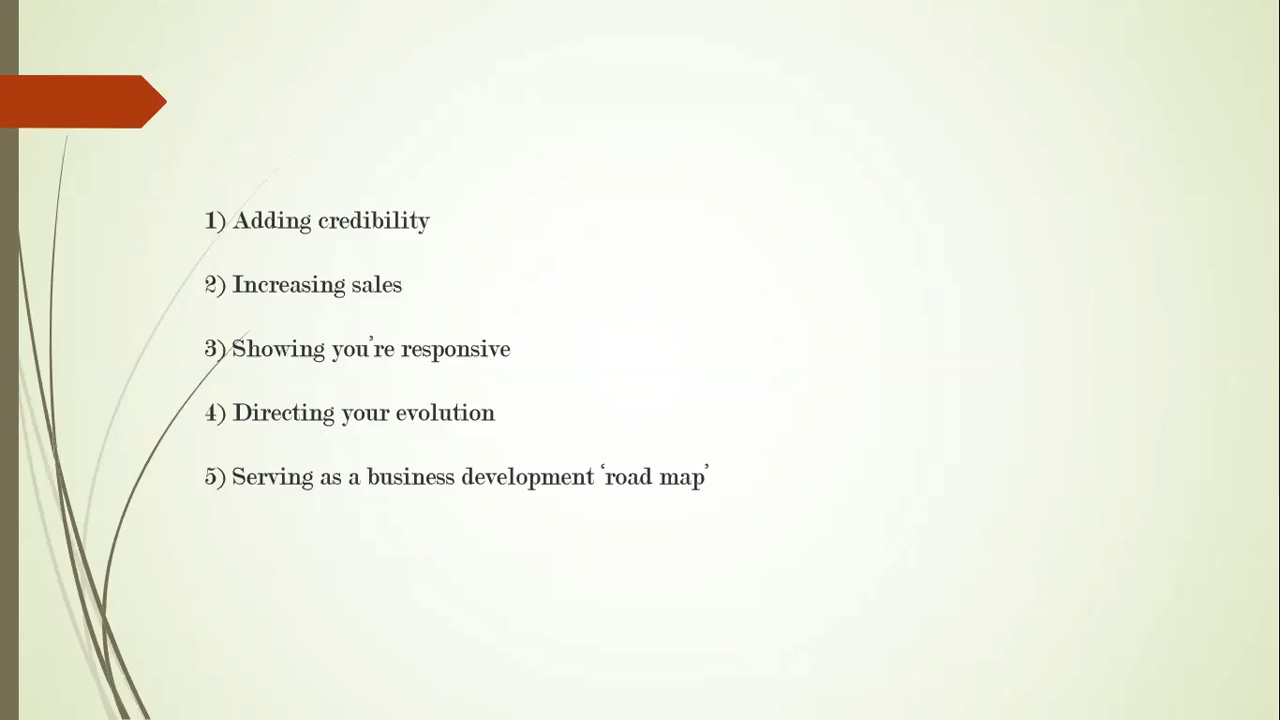 1) Adding credibility
2) Increasing sales
3) Showing you’re responsive
4) Directing your evolution
5) Serving as a business development ‘road map’